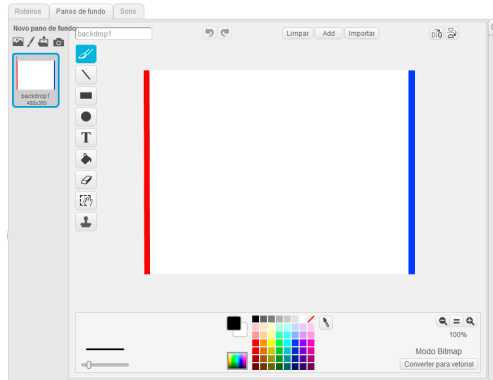 Roteiros Panos de fundo Sons
Novo pano de fundo
backdrop1
Limpar Add Importar
1
backdrop1
480x360
T
100%
Modo Bitmap
Converter para vetorial